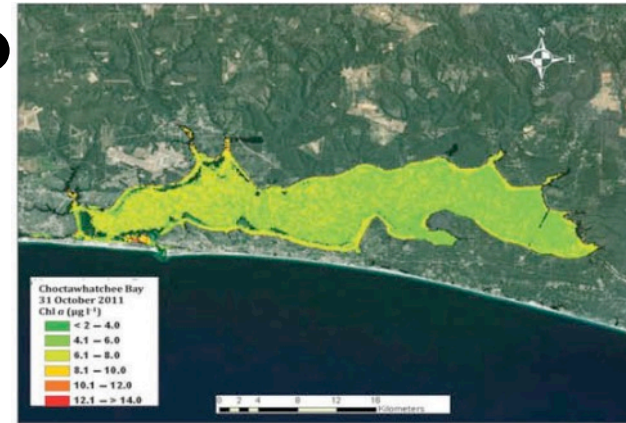 N
W E
S
Choctawhatchee Bay
31 October 2011
Chl a (µg l⁻¹)
< 2 – 4.0
4.1 – 6.0
6.1 – 8.0
8.1 – 10.0
10.1 – 12.0
12.1 – > 14.0
0 2 4 8 12 16
Kilometers